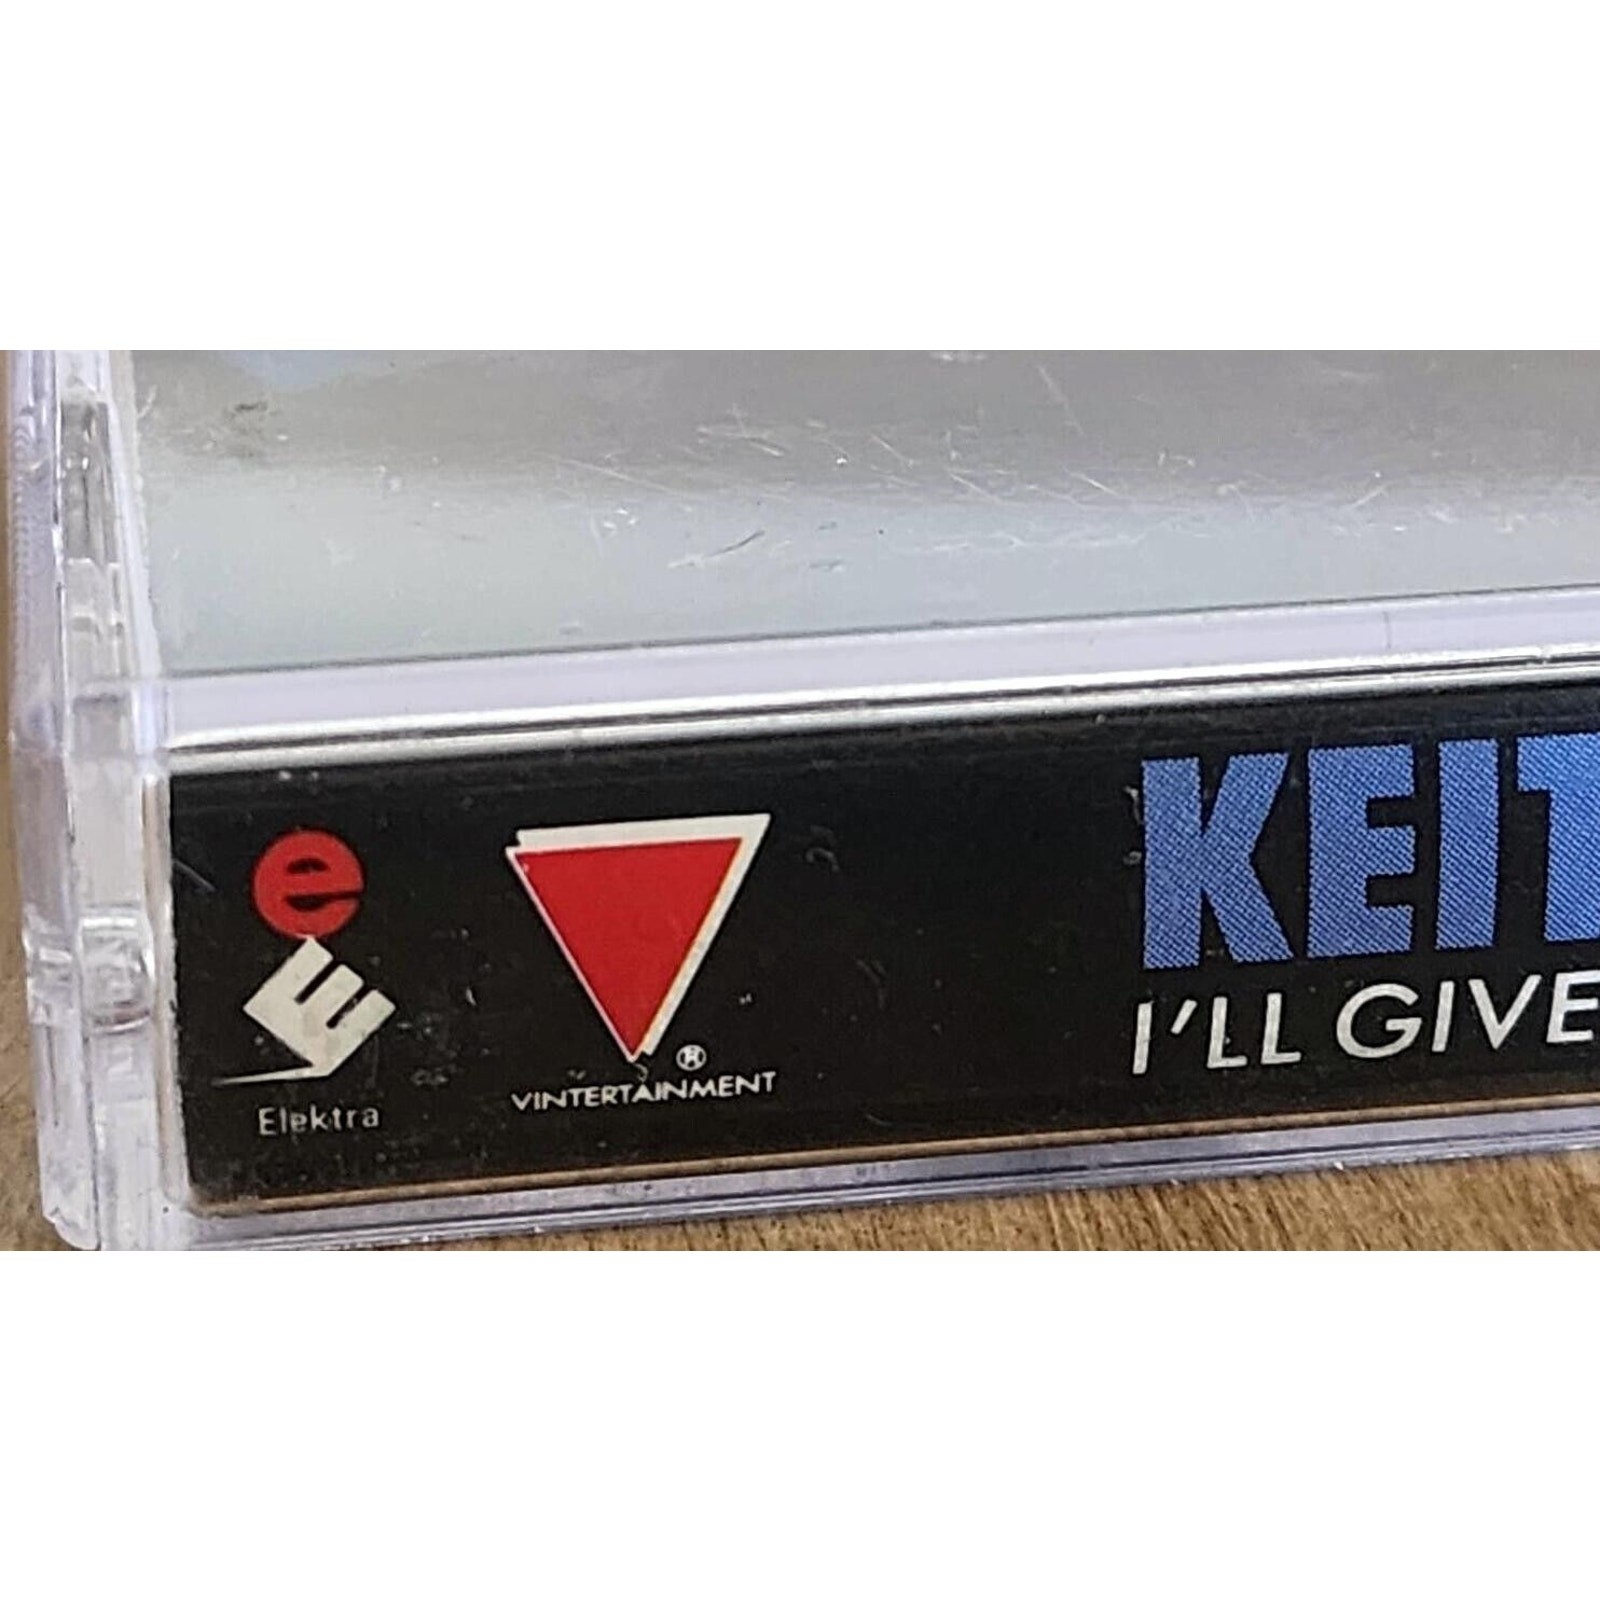 KEIT
I'LL GIVE
e
E
Elektra
®
VINTERTAINMENT